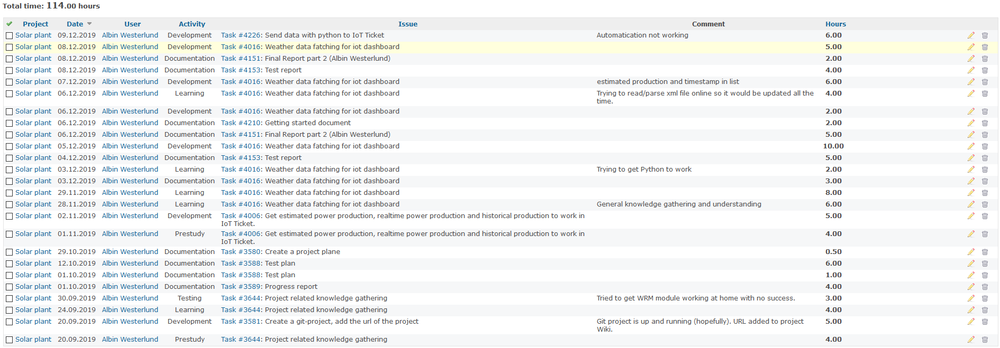 Total time: 114.00 hours
Project Date User Activity Issue Comment Hours
Solar plant 09.12.2019 Albin Westerlund Development Task #4226: Send data with python to IoT Ticket Automatication not working 6.00
Solar plant 08.12.2019 Albin Westerlund Development Task #4016: Weather data fatching for iot dashboard 5.00
Solar plant 08.12.2019 Albin Westerlund Documentation Task #4151: Final Report part 2 (Albin Westerlund) 2.00
Solar plant 08.12.2019 Albin Westerlund Documentation Task #4153: Test report 4.00
Solar plant 07.12.2019 Albin Westerlund Development Task #4016: Weather data fatching for iot dashboard estimated production and timestamp in list 6.00
Solar plant 06.12.2019 Albin Westerlund Learning Task #4016: Weather data fatching for iot dashboard Trying to read/parse xml file online so it would be updated all the 4.00
time.
Solar plant 06.12.2019 Albin Westerlund Development Task #4016: Weather data fatching for iot dashboard 2.00
Solar plant 06.12.2019 Albin Westerlund Documentation Task #4210: Getting started document 2.00
Solar plant 06.12.2019 Albin Westerlund Documentation Task #4151: Final Report part 2 (Albin Westerlund) 5.00
Solar plant 05.12.2019 Albin Westerlund Development Task #4016: Weather data fatching for iot dashboard 10.00
Solar plant 04.12.2019 Albin Westerlund Documentation Task #4153: Test report 5.00
Solar plant 03.12.2019 Albin Westerlund Learning Task #4016: Weather data fatching for iot dashboard Trying to get Python to work 2.00
Solar plant 03.12.2019 Albin Westerlund Documentation Task #4016: Weather data fatching for iot dashboard 3.00
Solar plant 29.11.2019 Albin Westerlund Learning Task #4016: Weather data fatching for iot dashboard 8.00
Solar plant 28.11.2019 Albin Westerlund Learning Task #4016: Weather data fatching for iot dashboard General knowledge gathering and understanding 6.00
Solar plant 02.11.2019 Albin Westerlund Development Task #4006: Get estimated power production, realtime power production and historical production to work in 5.00
IoT Ticket.
Solar plant 01.11.2019 Albin Westerlund Prestudy Task #4006: Get estimated power production, realtime power production and historical production to work in 4.00
IoT Ticket.
Solar plant 29.10.2019 Albin Westerlund Documentation Task #3580: Create a project plane 0.50
Solar plant 12.10.2019 Albin Westerlund Documentation Task #3588: Test plan 6.00
Solar plant 01.10.2019 Albin Westerlund Documentation Task #3588: Test plan 1.00
Solar plant 01.10.2019 Albin Westerlund Documentation Task #3589: Progress report 4.00
Solar plant 30.09.2019 Albin Westerlund Testing Task #3644: Project related knowledge gathering Tried to get WRM module working at home with no success. 3.00
Solar plant 24.09.2019 Albin Westerlund Learning Task #3644: Project related knowledge gathering 4.00
Solar plant 20.09.2019 Albin Westerlund Development Task #3581: Create a git-project, add the url of the project Git project is up and running (hopefully). URL added to project 5.00
Wiki.
Solar plant 20.09.2019 Albin Westerlund Prestudy Task #3644: Project related knowledge gathering 4.00